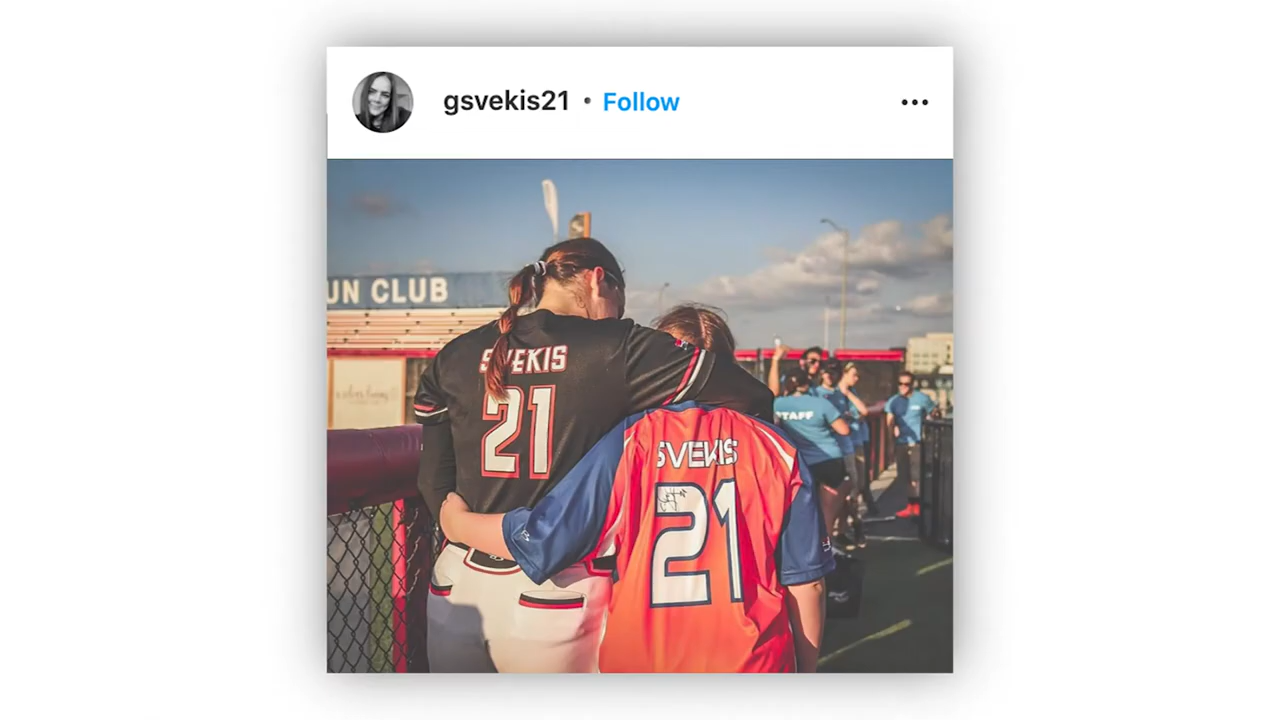 gsvekis21 • Follow
UN CLUB
SVEKIS
21
STAFF
SVEKIS
21